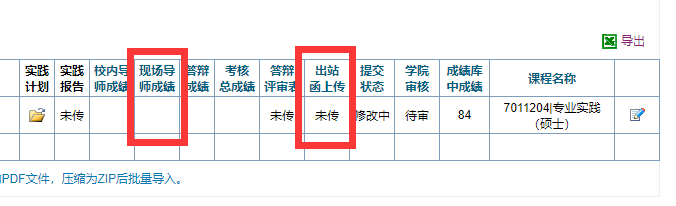 导出
实践 实践 校内导 现场导 答辩 考核 答辩 出站 提交 学院 成绩库 课程名称
计划 报告 师成绩 师成绩 成绩 总成绩 评审表 函上传 状态 审核 中成绩
未传 未传 未传 修改中 待审 84 7011204|专业实践
（硕士）
PDF文件，压缩为ZIP后批量导入。